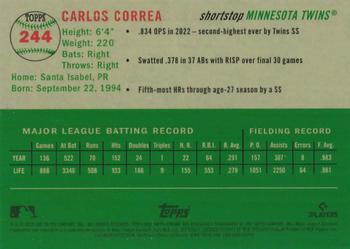 TOPPS
244
CARLOS CORREA
shortstop MINNESOTA TWINS®
Height: 6'4"
Weight: 220
Bats: Right
Throws: Right
Home: Santa Isabel, PR
Born: September 22, 1994
• .834 OPS in 2022 – second-highest ever by Twins SS
• Swatted .378 in 37 ABs with RISP over final 30 games
• Fifth-most HRs through age-27 season by a SS
MAJOR LEAGUE BATTING RECORD FIELDING RECORD
Games At Bat Runs Hits Doubles Triples H.R. R.B.I. B. Avg. P.O. Assists Errors F. Avg.
YEAR 136 522 70 152 24 1 22 64 .291 157 307 8 .983
LIFE 888 3346 508 933 186 9 155 553 .279 1051 2250 64 .981
Topps
PLAYERS